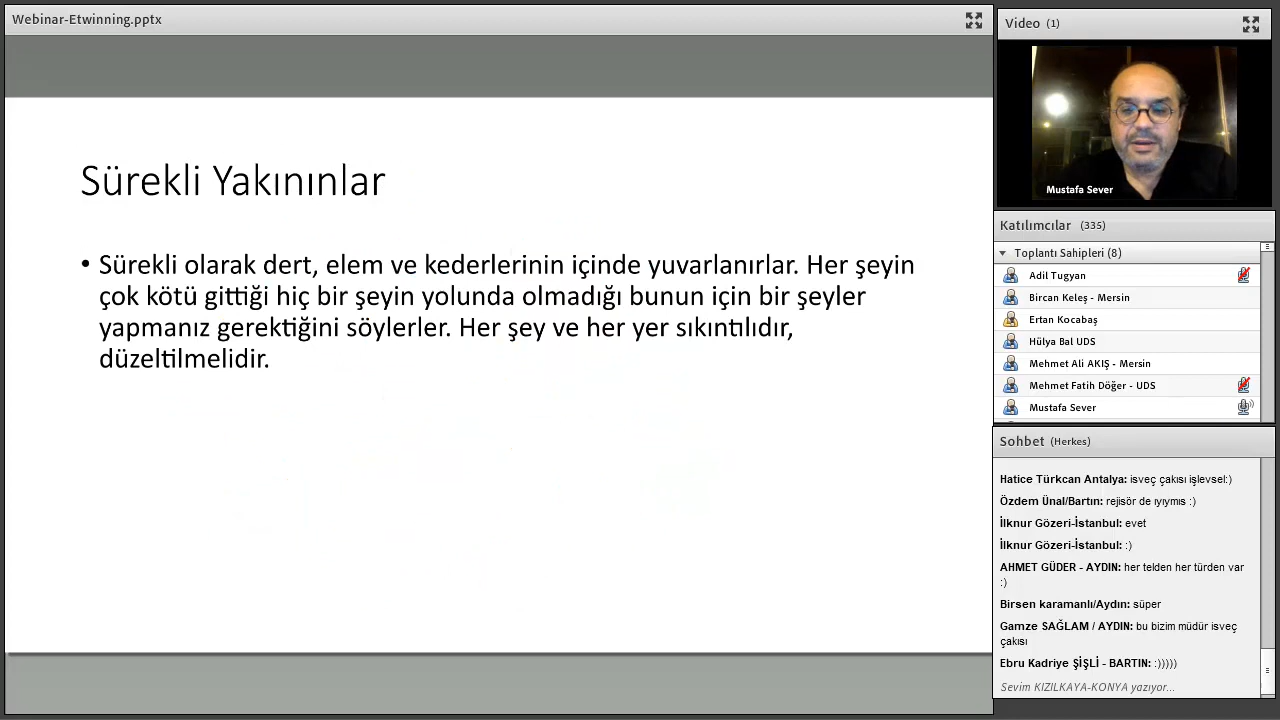 Webinar-Etwinning.pptx
Sürekli Yakınınlar
• Sürekli olarak dert, elem ve kederlerinin içinde yuvarlanırlar. Her şeyin
çok kötü gittiği hiç bir şeyin yolunda olmadığı bunun için bir şeyler
yapmanız gerektiğini söylerler. Her şey ve her yer sıkıntılıdır,
düzeltilmelidir.
Video (1)
Mustafa Sever
Katılımcılar (335)
Toplantı Sahipleri (8)
Adil Tugyan
Bircan Keleş - Mersin
Ertan Kocabaş
Hülya Bal UDS
Mehmet Ali AKIŞ - Mersin
Mehmet Fatih Döğer - UDS
Mustafa Sever
Sohbet (Herkes)
Hatice Türkcan Antalya: isveç çakısı işlevsel:)
Özdem Ünal/Bartın: rejisör de ıyıymıs :)
İlknur Gözeri-İstanbul: evet
İlknur Gözeri-İstanbul: :)
AHMET GÜDER - AYDIN: her telden her türden var
:)
Birsen karamanlı/Aydın: süper
Gamze SAĞLAM / AYDIN: bu bizim müdür isveç
çakısı
Ebru Kadriye ŞİŞLİ - BARTIN: :)))))
Sevim KIZILKAYA-KONYA yazıyor...